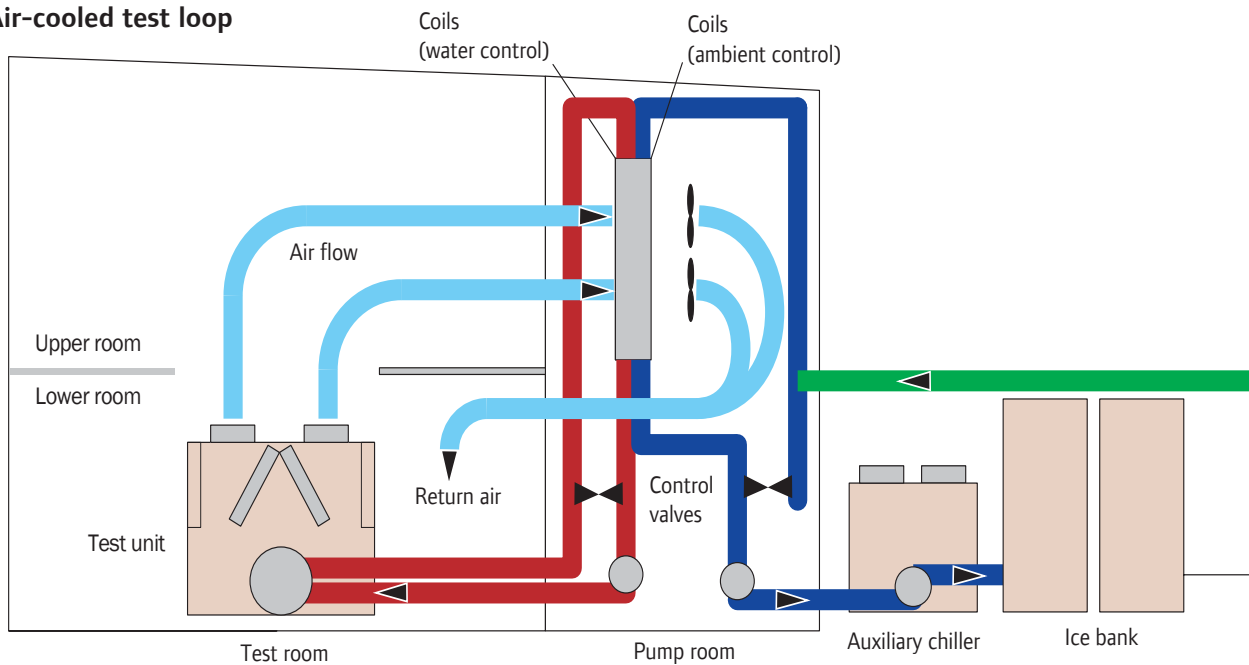 Air-cooled test loop
Coils
(water control)
Coils
(ambient control)
Air flow
Upper room
Lower room
Return air
Control
valves
Test unit
Test room
Pump room
Auxiliary chiller
Ice bank